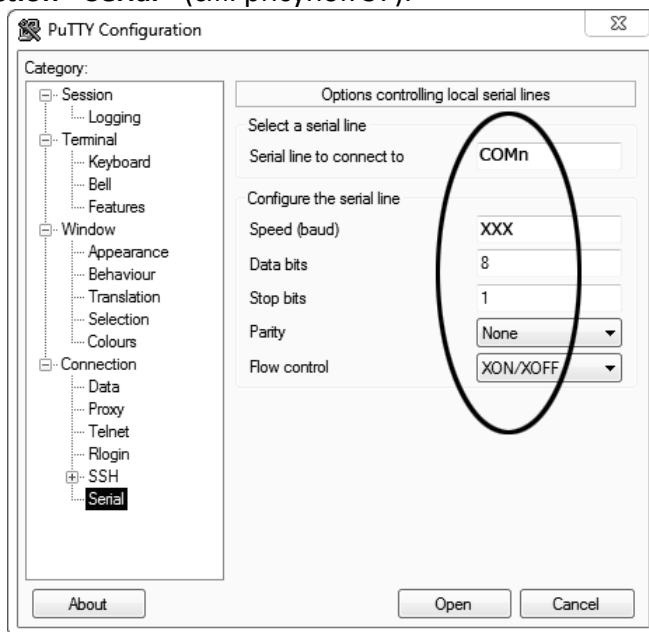 PuTTY Configuration
Category:
Session
Logging
Terminal
Keyboard
Bell
Features
Window
Appearance
Behaviour
Translation
Selection
Colours
Connection
Data
Proxy
Telnet
Rlogin
SSH
Serial
Options controlling local serial lines
Select a serial line
Serial line to connect to COMn
Configure the serial line
Speed (baud) XXX
Data bits 8
Stop bits 1
Parity None
Flow control XON/XOFF
About Open Cancel